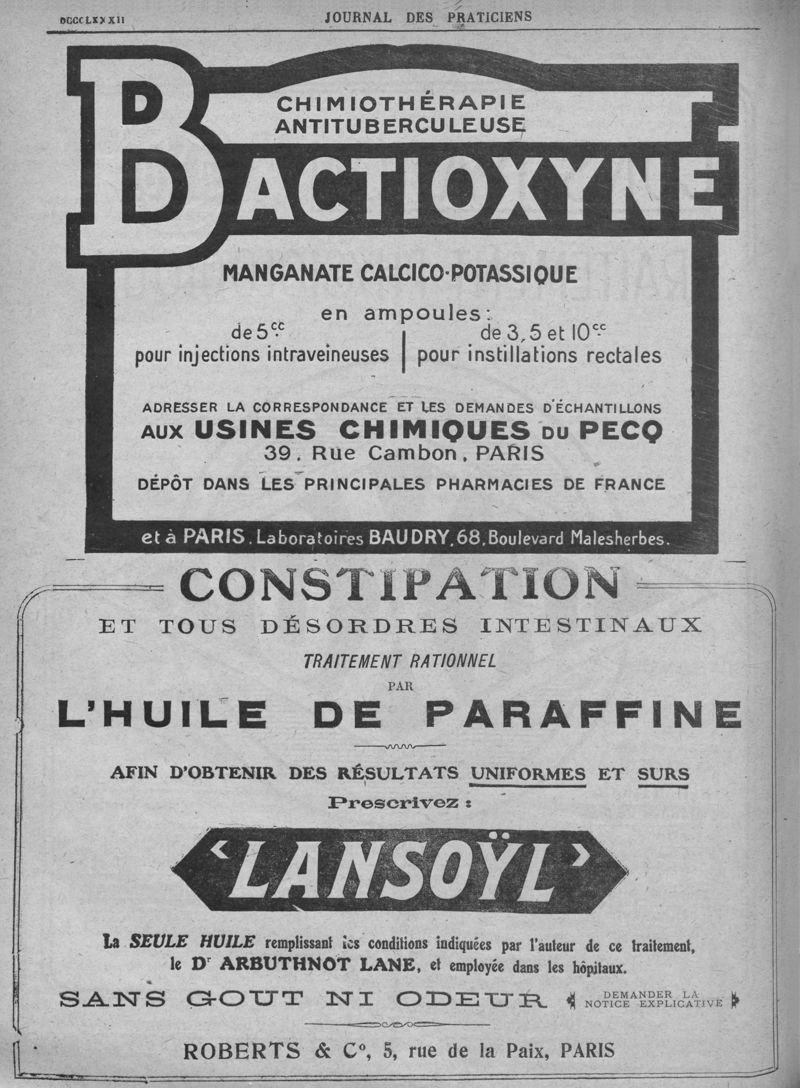 DCCCLXXXII
JOURNAL DES PRATICIENS
CHIMIOTHÉRAPIE
ANTITUBERCULEUSE
BACTIOXYNE
MANGANATE CALCICO-POTASSIQUE
en ampoules:
de 5cc | de 3, 5 et 10cc
pour injections intraveineuses | pour instillations rectales
ADRESSER LA CORRESPONDANCE ET LES DEMANDES D'ÉCHANTILLONS
AUX USINES CHIMIQUES DU PECQ
39, Rue Cambon, PARIS
DÉPÔT DANS LES PRINCIPALES PHARMACIES DE FRANCE
et à PARIS, Laboratoires BAUDRY, 68, Boulevard Malesherbes.
CONSTIPATION
ET TOUS DÉSORDRES INTESTINAUX
TRAITEMENT RATIONNEL
PAR
L'HUILE DE PARAFFINE
AFIN D'OBTENIR DES RÉSULTATS UNIFORMES ET SURS
Prescrivez :
‹LANSOŸL›
La SEULE HUILE remplissant les conditions indiquées par l'auteur de ce traitement,
le Dr ARBUTHNOT LANE, et employée dans les hôpitaux.
SANS GOUT NI ODEUR
DEMANDER LA
NOTICE EXPLICATIVE
ROBERTS & Co, 5, rue de la Paix, PARIS